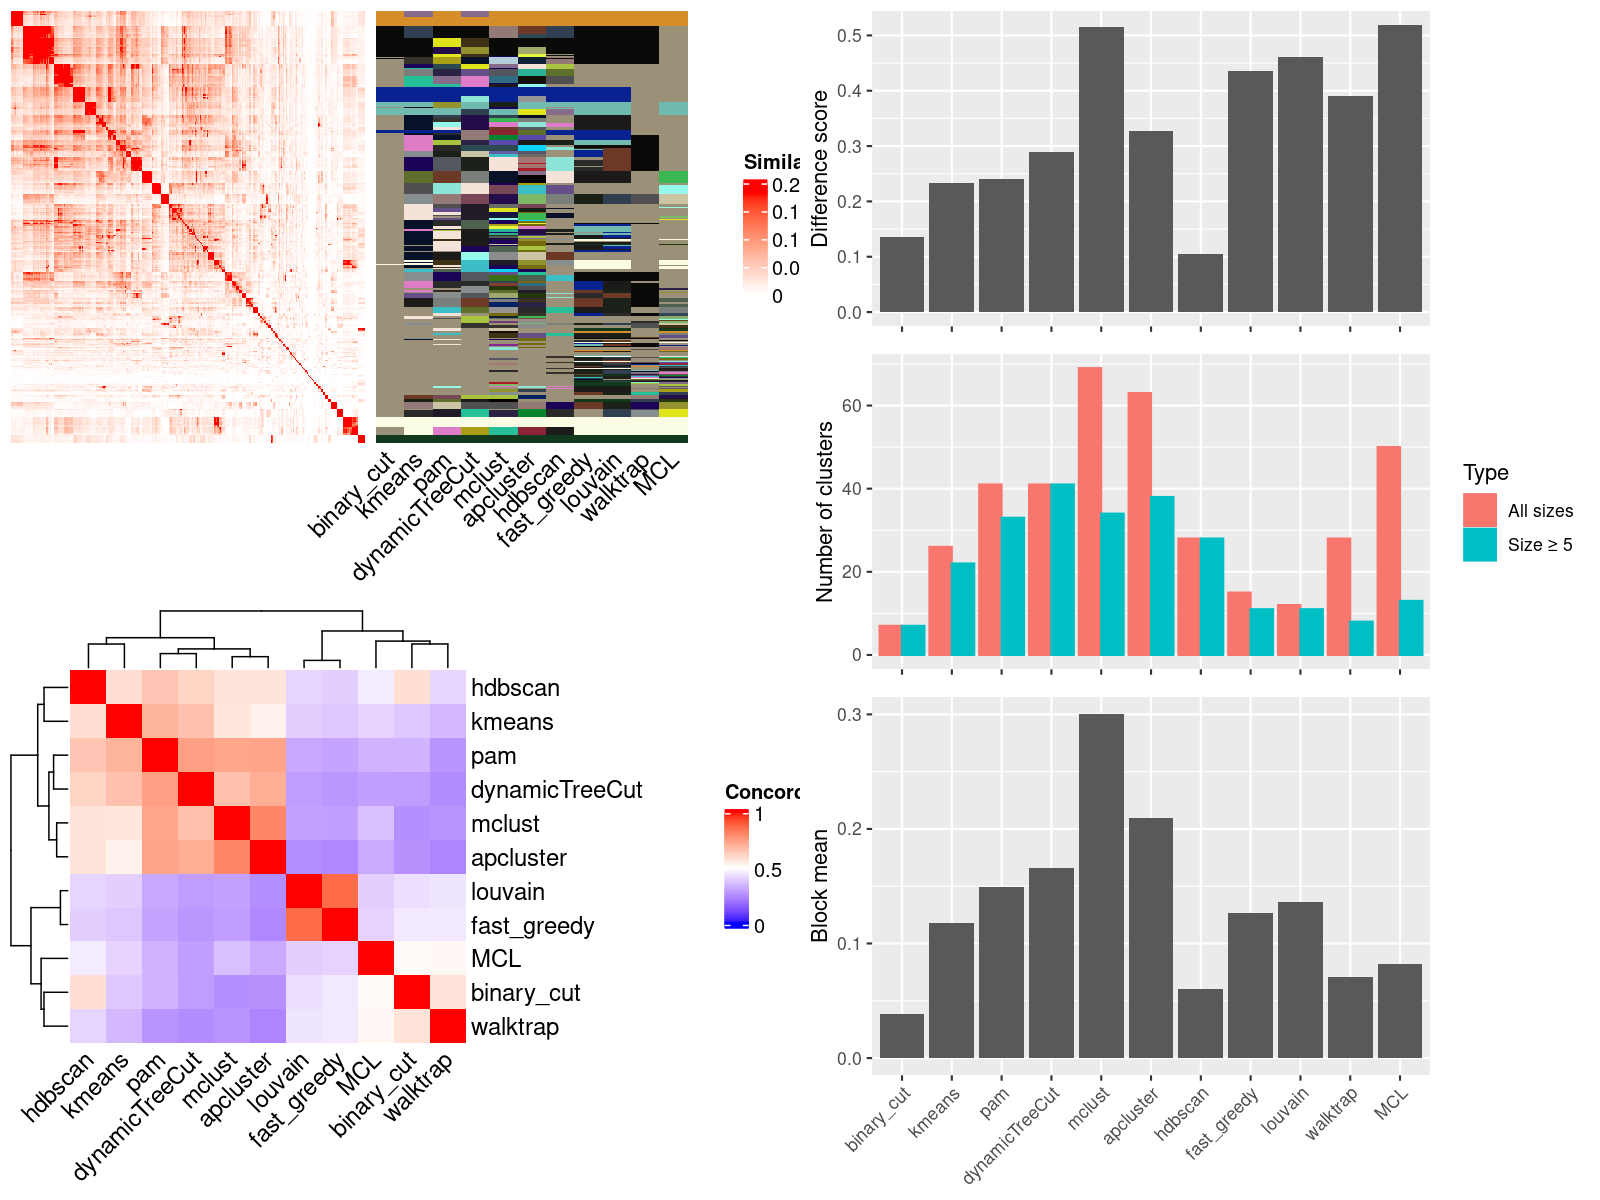 Simila
0.2
0.1
0.1
0.0
0
binary_cut
kmeans
pam
dynamicTreeCut
mclust
apcluster
hdbscan
fast_greedy
louvain
walktrap
MCL
hdbscan
kmeans
pam
dynamicTreeCut
mclust
apcluster
louvain
fast_greedy
MCL
binary_cut
walktrap
hdbscan
kmeans
pam
dynamicTreeCut
mclust
apcluster
louvain
fast_greedy
MCL
binary_cut
walktrap
Concord
1
0.5
0
Difference score
0.5
0.4
0.3
0.2
0.1
0.0
Number of clusters
60
40
20
0
Type
All sizes
Size ≥ 5
Block mean
0.3
0.2
0.1
0.0
binary_cut
kmeans
pam
dynamicTreeCut
mclust
apcluster
hdbscan
fast_greedy
louvain
walktrap
MCL